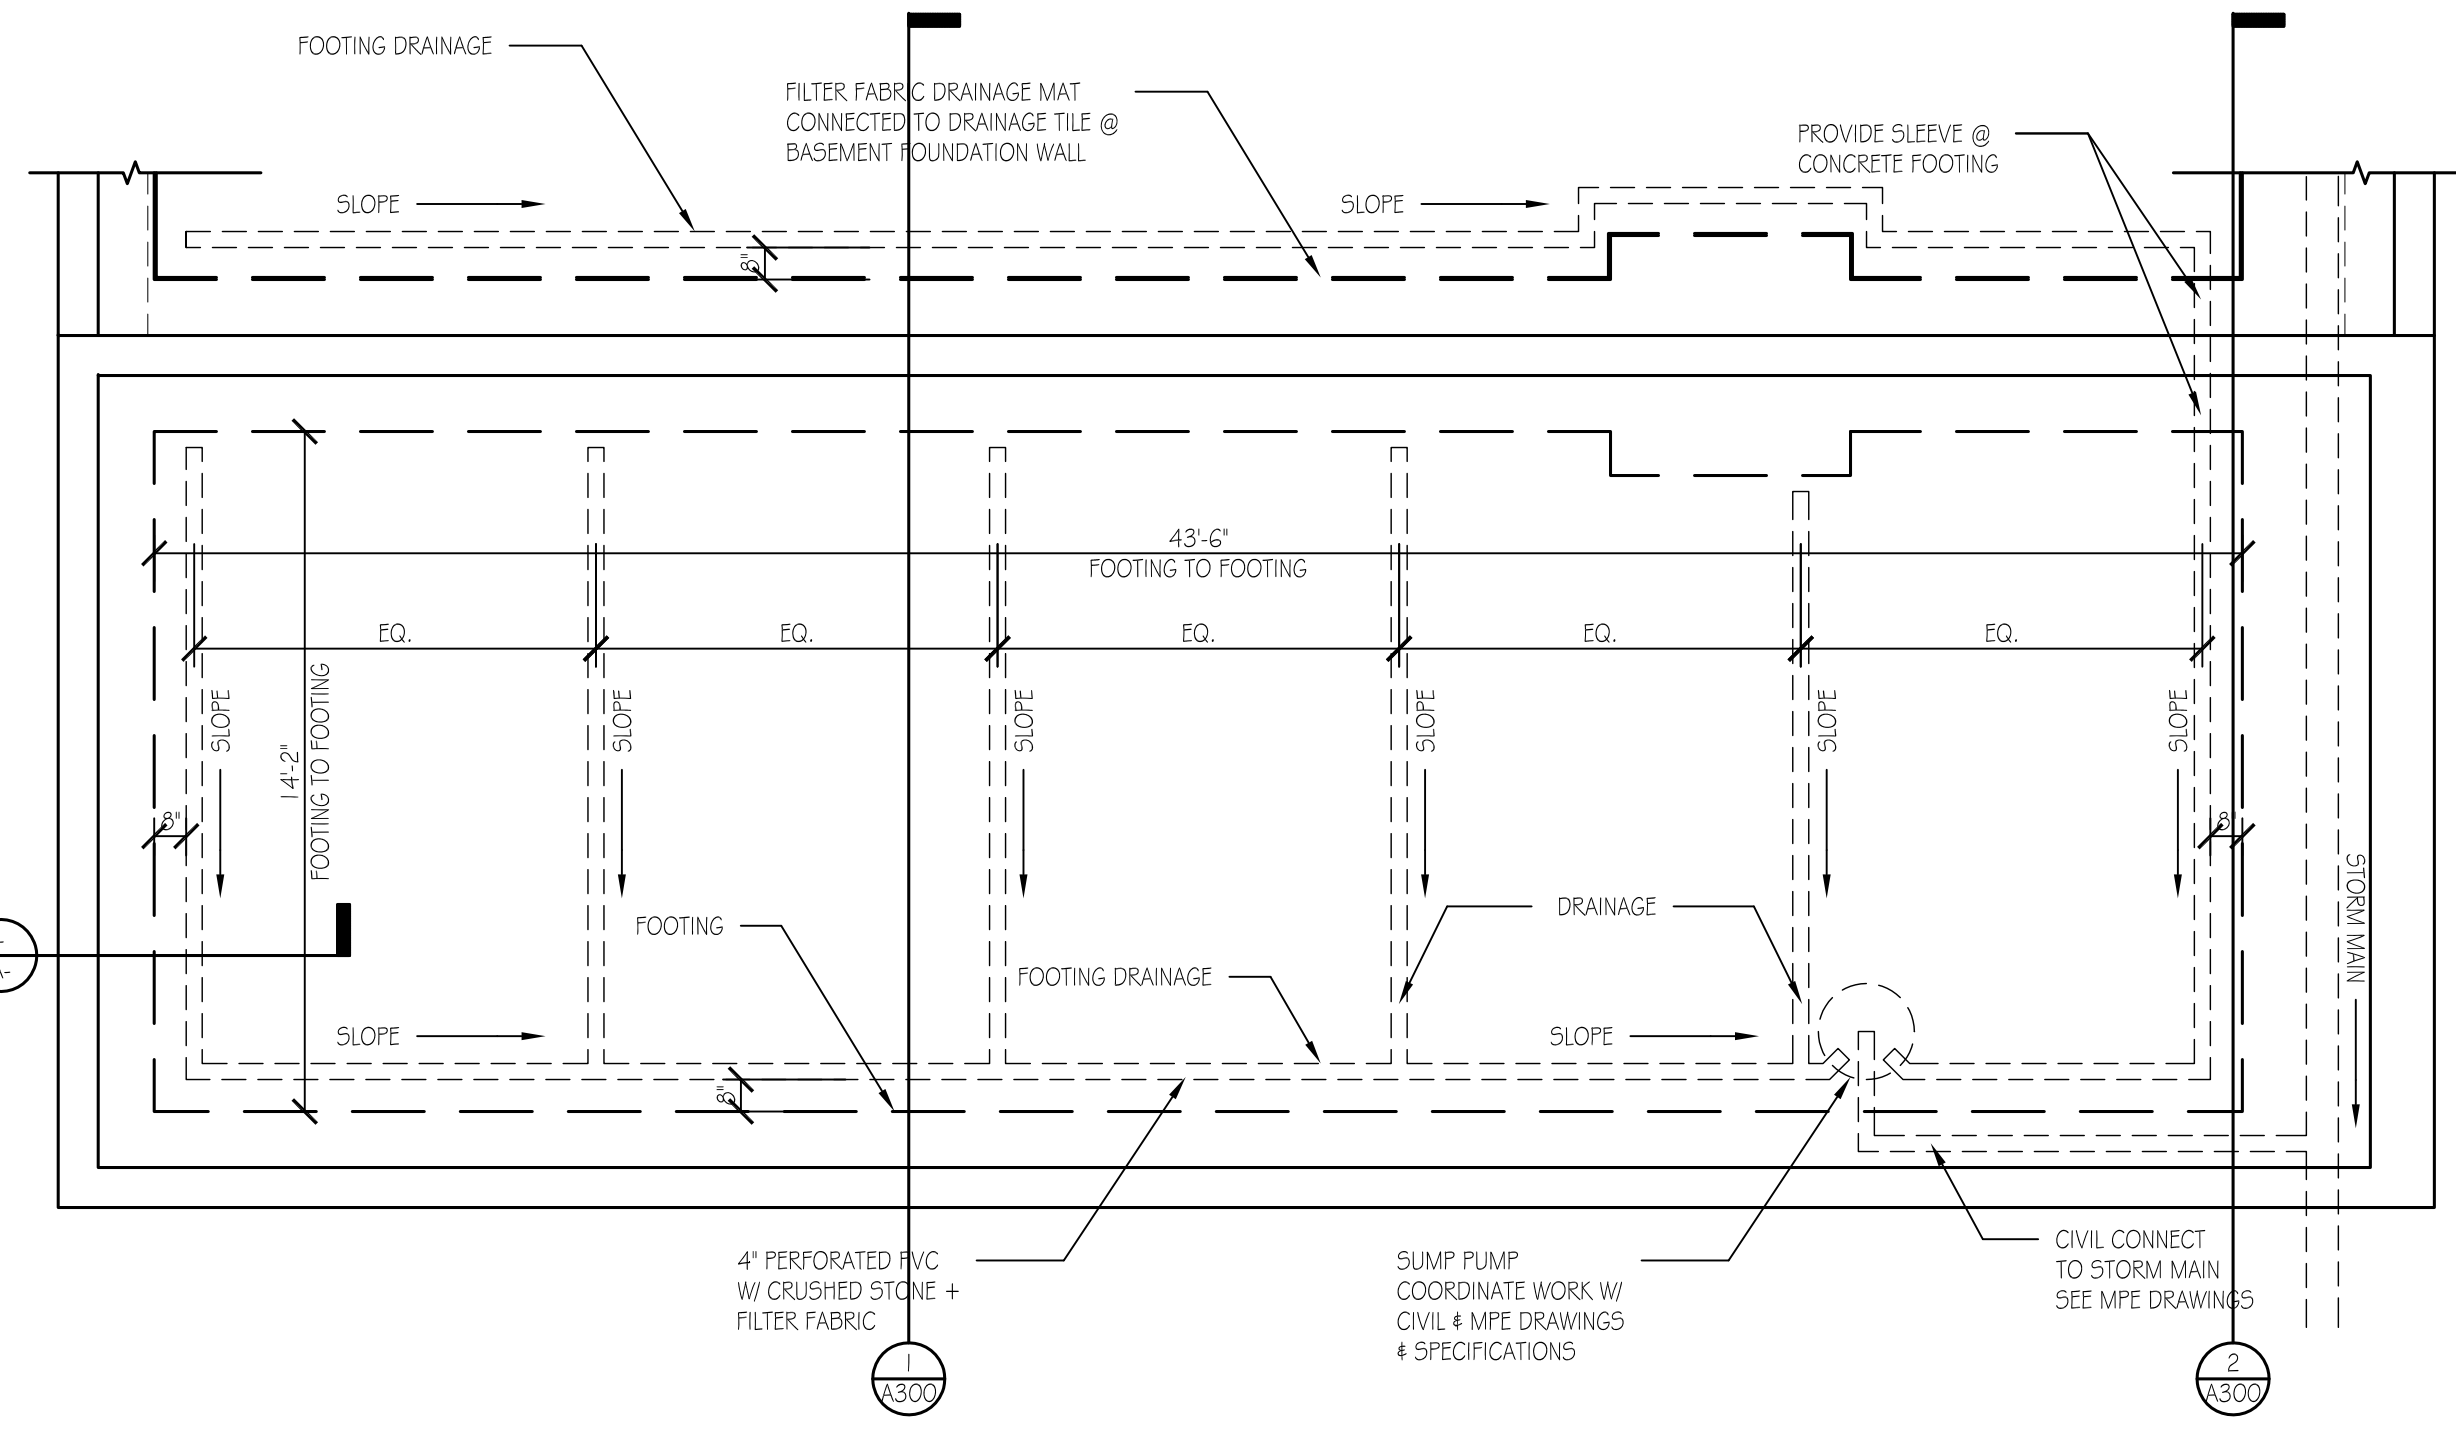 FOOTING DRAINAGE
FILTER FABRIC DRAINAGE MAT
CONNECTED TO DRAINAGE TILE @
BASEMENT FOUNDATION WALL
PROVIDE SLEEVE @
CONCRETE FOOTING
SLOPE
SLOPE
8"
43'-6"
FOOTING TO FOOTING
EQ.
EQ.
EQ.
EQ.
EQ.
SLOPE
SLOPE
SLOPE
SLOPE
SLOPE
SLOPE
14'-2"
FOOTING TO FOOTING
8"
8"
STORM MAIN
FOOTING
DRAINAGE
FOOTING DRAINAGE
SLOPE
SLOPE
8"
4" PERFORATED PVC
W/ CRUSHED STONE +
FILTER FABRIC
SUMP PUMP
COORDINATE WORK W/
CIVIL & MPE DRAWINGS
& SPECIFICATIONS
CIVIL CONNECT
TO STORM MAIN
SEE MPE DRAWINGS
1
A300
2
A300